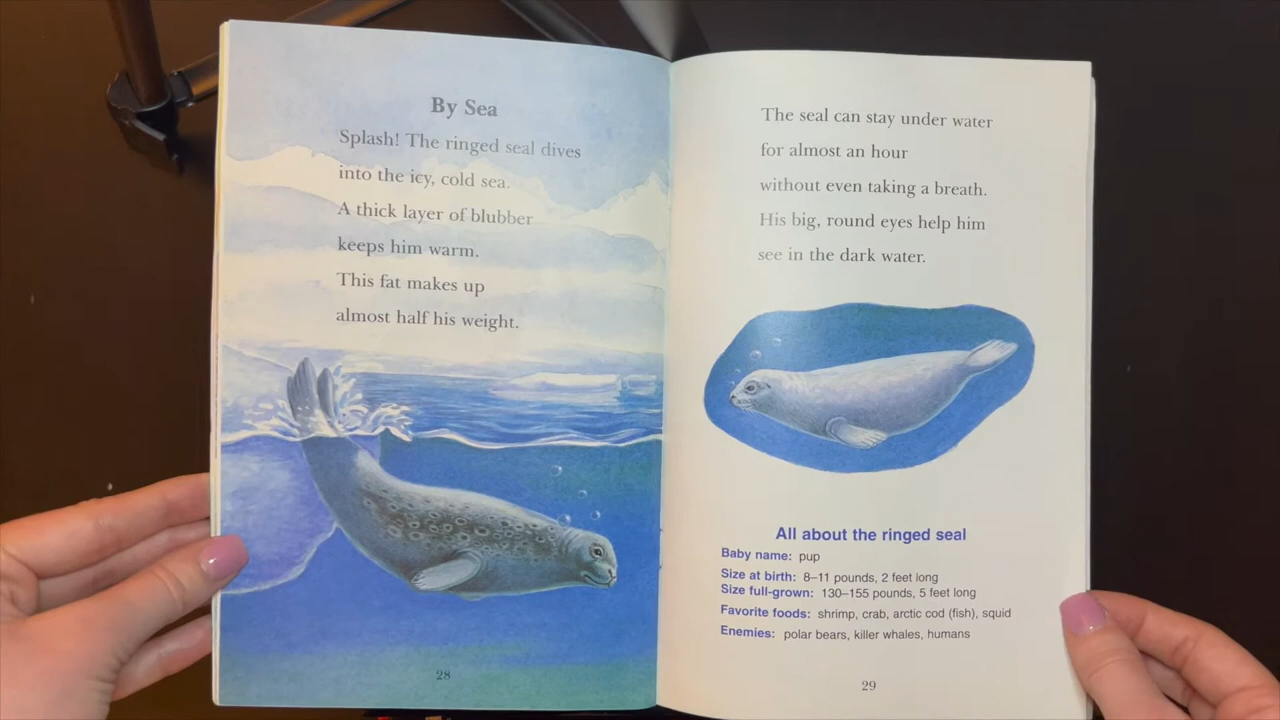 By Sea
Splash! The ringed seal dives
into the icy, cold sea.
A thick layer of blubber
keeps him warm.
This fat makes up
almost half his weight.
28
The seal can stay under water
for almost an hour
without even taking a breath.
His big, round eyes help him
see in the dark water.
All about the ringed seal
Baby name: pup
Size at birth: 8–11 pounds, 2 feet long
Size full-grown: 130–155 pounds, 5 feet long
Favorite foods: shrimp, crab, arctic cod (fish), squid
Enemies: polar bears, killer whales, humans
29